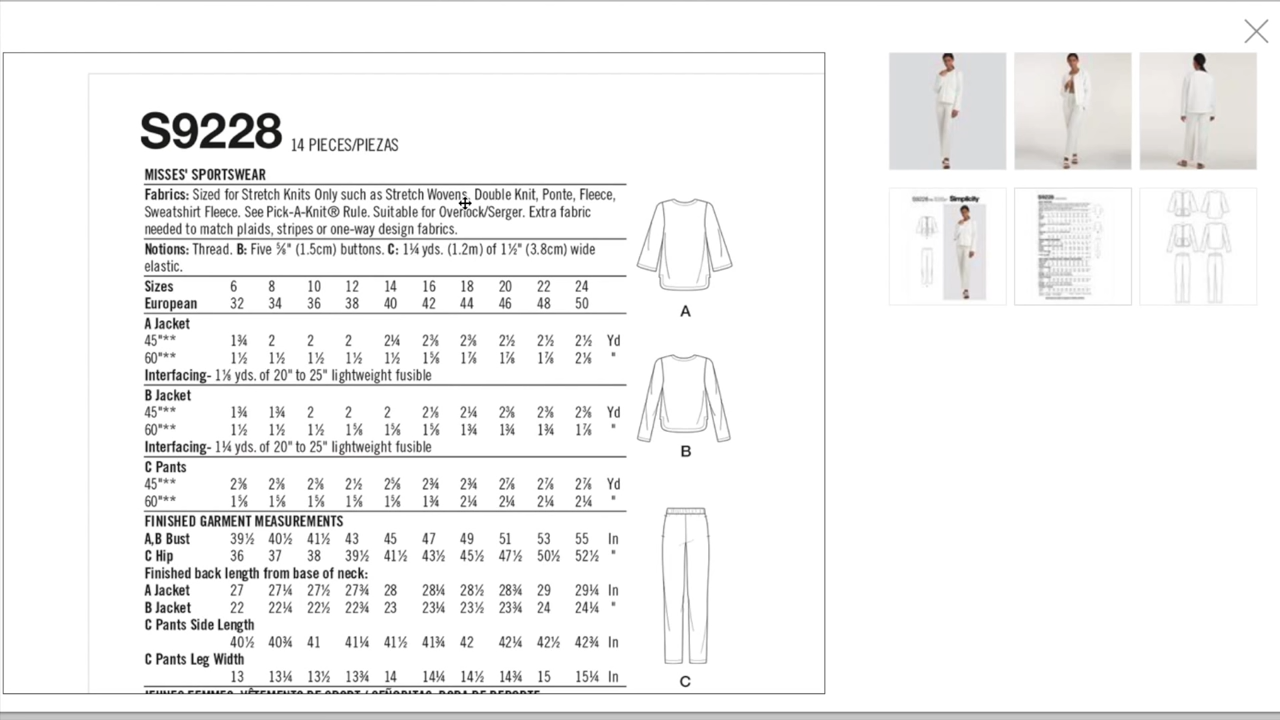 S9228 14 PIECES/PIEZAS
MISSES' SPORTSWEAR
Fabrics: Sized for Stretch Knits Only such as Stretch Wovens, Double Knit, Ponte, Fleece,
Sweatshirt Fleece. See Pick-A-Knit® Rule. Suitable for Overlock/Serger. Extra fabric
needed to match plaids, stripes or one-way design fabrics.
Notions: Thread. B: Five ⅝" (1.5cm) buttons. C: 1¼ yds. (1.2m) of 1½" (3.8cm) wide
elastic.
Sizes 6 8 10 12 14 16 18 20 22 24
European 32 34 36 38 40 42 44 46 48 50
A Jacket
45"** 1¾ 2 2 2 2¼ 2⅜ 2⅜ 2½ 2½ 2½ Yd
60"** 1½ 1½ 1½ 1½ 1½ 1⅝ 1⅞ 1⅞ 1⅞ 2⅛ "
Interfacing- 1⅛ yds. of 20" to 25" lightweight fusible
B Jacket
45"** 1¾ 1¾ 2 2 2 2⅛ 2¼ 2⅜ 2⅜ 2⅜ Yd
60"** 1½ 1½ 1½ 1⅝ 1⅝ 1⅝ 1¾ 1¾ 1¾ 1⅞ "
Interfacing- 1¼ yds. of 20" to 25" lightweight fusible
C Pants
45"** 2⅜ 2⅜ 2⅜ 2½ 2⅝ 2¾ 2¾ 2⅞ 2⅞ 2⅞ Yd
60"** 1⅝ 1⅝ 1⅝ 1⅝ 1⅝ 1¾ 2¼ 2¼ 2¼ 2¼ "
FINISHED GARMENT MEASUREMENTS
A,B Bust 39½ 40½ 41½ 43 45 47 49 51 53 55 In
C Hip 36 37 38 39½ 41½ 43½ 45½ 47½ 50½ 52½ "
Finished back length from base of neck:
A Jacket 27 27¼ 27½ 27¾ 28 28¼ 28½ 28¾ 29 29¼ In
B Jacket 22 22¼ 22½ 22¾ 23 23¼ 23½ 23¾ 24 24¼ "
C Pants Side Length
40½ 40¾ 41 41¼ 41½ 41¾ 42 42¼ 42½ 42¾ In
C Pants Leg Width
13 13¼ 13½ 13¾ 14 14¼ 14½ 14¾ 15 15¼ In
JEUNES FEMMES: VÊTEMENTS DE SPORT / SEÑORITAS: ROPA DE DEPORTE
A
B
C
Simplicity